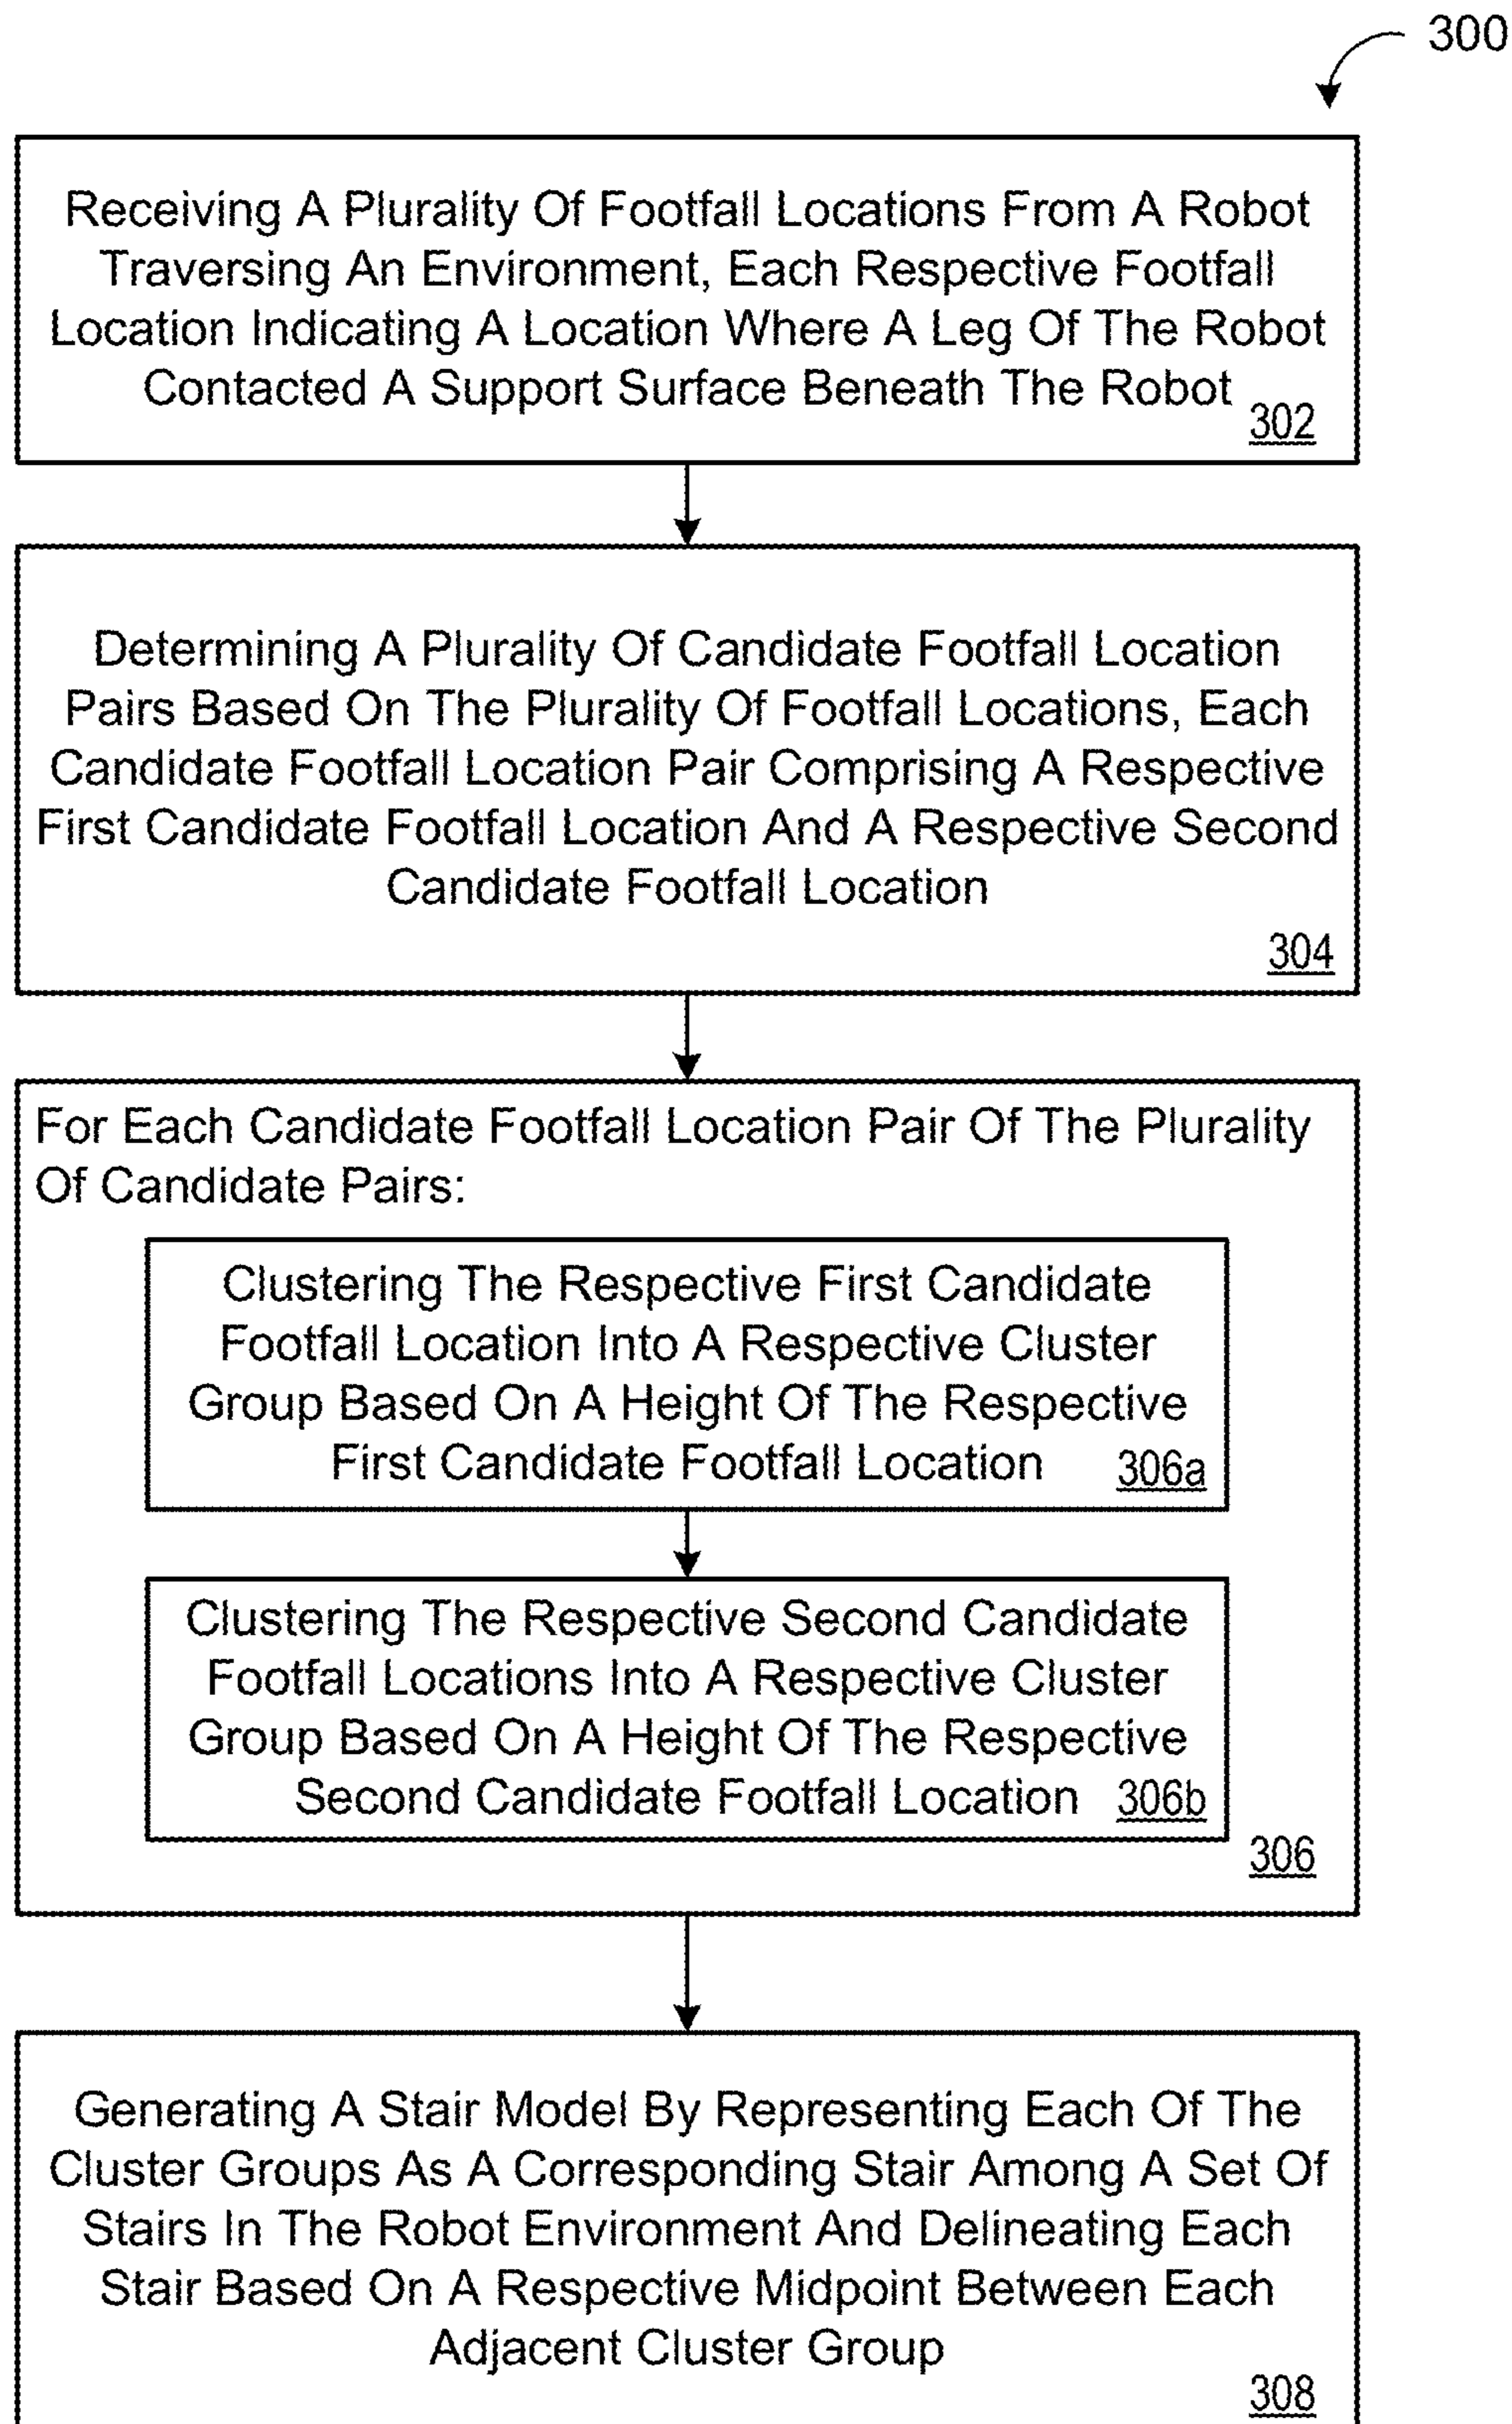 300
Receiving A Plurality Of Footfall Locations From A Robot
Traversing An Environment, Each Respective Footfall
Location Indicating A Location Where A Leg Of The Robot
Contacted A Support Surface Beneath The Robot
302
Determining A Plurality Of Candidate Footfall Location
Pairs Based On The Plurality Of Footfall Locations, Each
Candidate Footfall Location Pair Comprising A Respective
First Candidate Footfall Location And A Respective Second
Candidate Footfall Location
304
For Each Candidate Footfall Location Pair Of The Plurality
Of Candidate Pairs:
Clustering The Respective First Candidate
Footfall Location Into A Respective Cluster
Group Based On A Height Of The Respective
First Candidate Footfall Location 306a
Clustering The Respective Second Candidate
Footfall Locations Into A Respective Cluster
Group Based On A Height Of The Respective
Second Candidate Footfall Location 306b
306
Generating A Stair Model By Representing Each Of The
Cluster Groups As A Corresponding Stair Among A Set Of
Stairs In The Robot Environment And Delineating Each
Stair Based On A Respective Midpoint Between Each
Adjacent Cluster Group
308